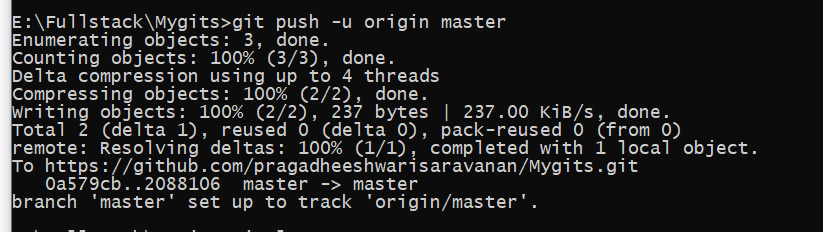 E:\Fullstack\Mygits>git push -u origin master
Enumerating objects: 3, done.
Counting objects: 100% (3/3), done.
Delta compression using up to 4 threads
Compressing objects: 100% (2/2), done.
Writing objects: 100% (2/2), 237 bytes | 237.00 KiB/s, done.
Total 2 (delta 1), reused 0 (delta 0), pack-reused 0 (from 0)
remote: Resolving deltas: 100% (1/1), completed with 1 local object.
To https://github.com/pragadheeshwarisaravanan/Mygits.git
   0a579cb..2088106  master -> master
branch 'master' set up to track 'origin/master'.